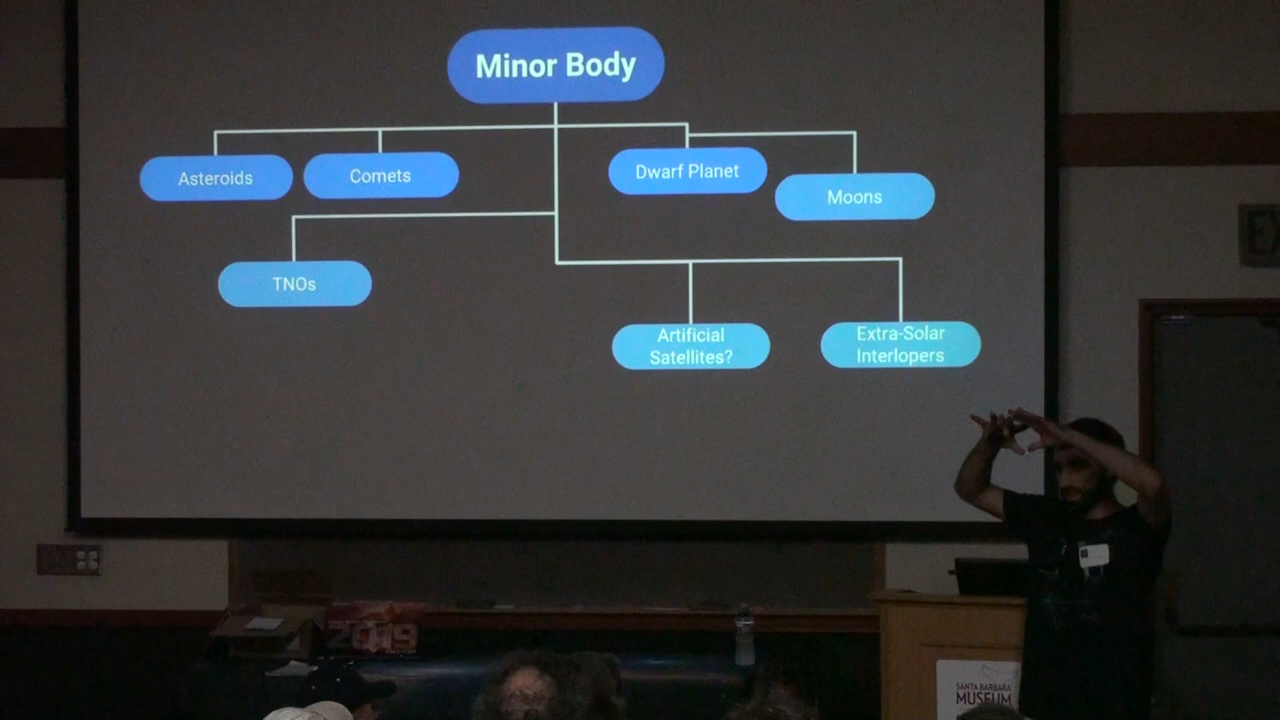 Minor Body
Asteroids
Comets
Dwarf Planet
Moons
TNOs
Artificial
Satellites?
Extra-Solar
Interlopers
2019
SANTA BARBARA
MUSEUM